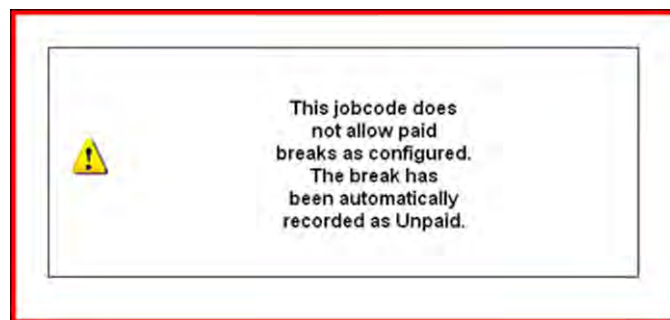 This jobcode does
not allow paid
breaks as configured.
The break has
been automatically
recorded as Unpaid.